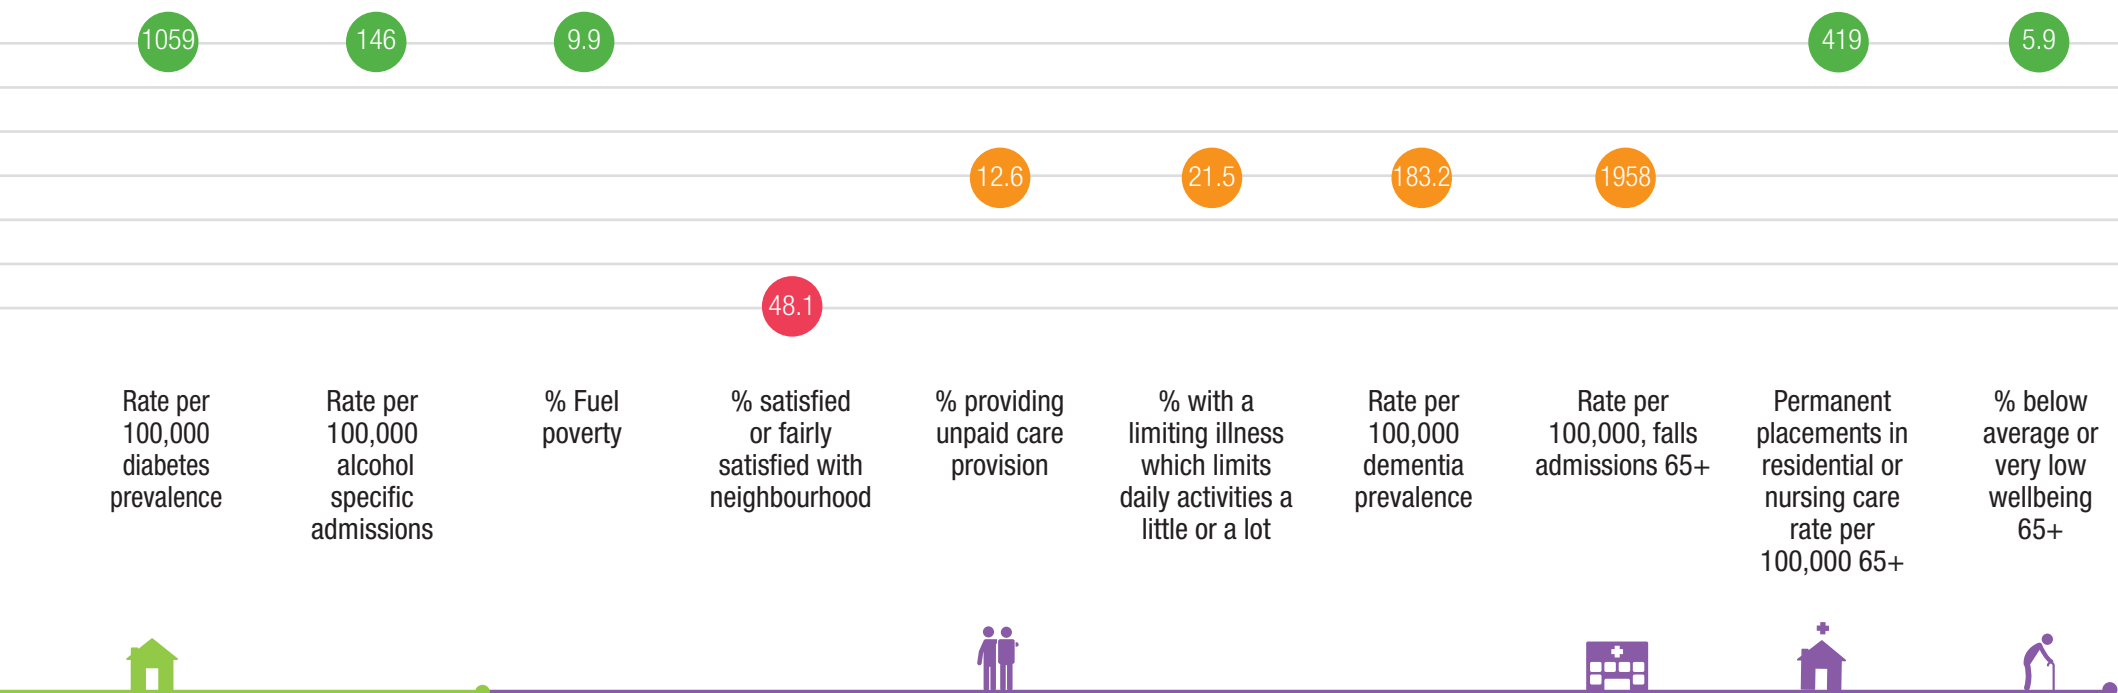 1059
146
9.9
419
5.9
12.6
21.5
183.2
1958
48.1
Rate per
100,000
diabetes
prevalence
Rate per
100,000
alcohol
specific
admissions
% Fuel
poverty
% satisfied
or fairly
satisfied with
neighbourhood
% providing
unpaid care
provision
% with a
limiting illness
which limits
daily activities a
little or a lot
Rate per
100,000
dementia
prevalence
Rate per
100,000, falls
admissions 65+
Permanent
placements in
residential or
nursing care
rate per
100,000 65+
% below
average or
very low
wellbeing
65+